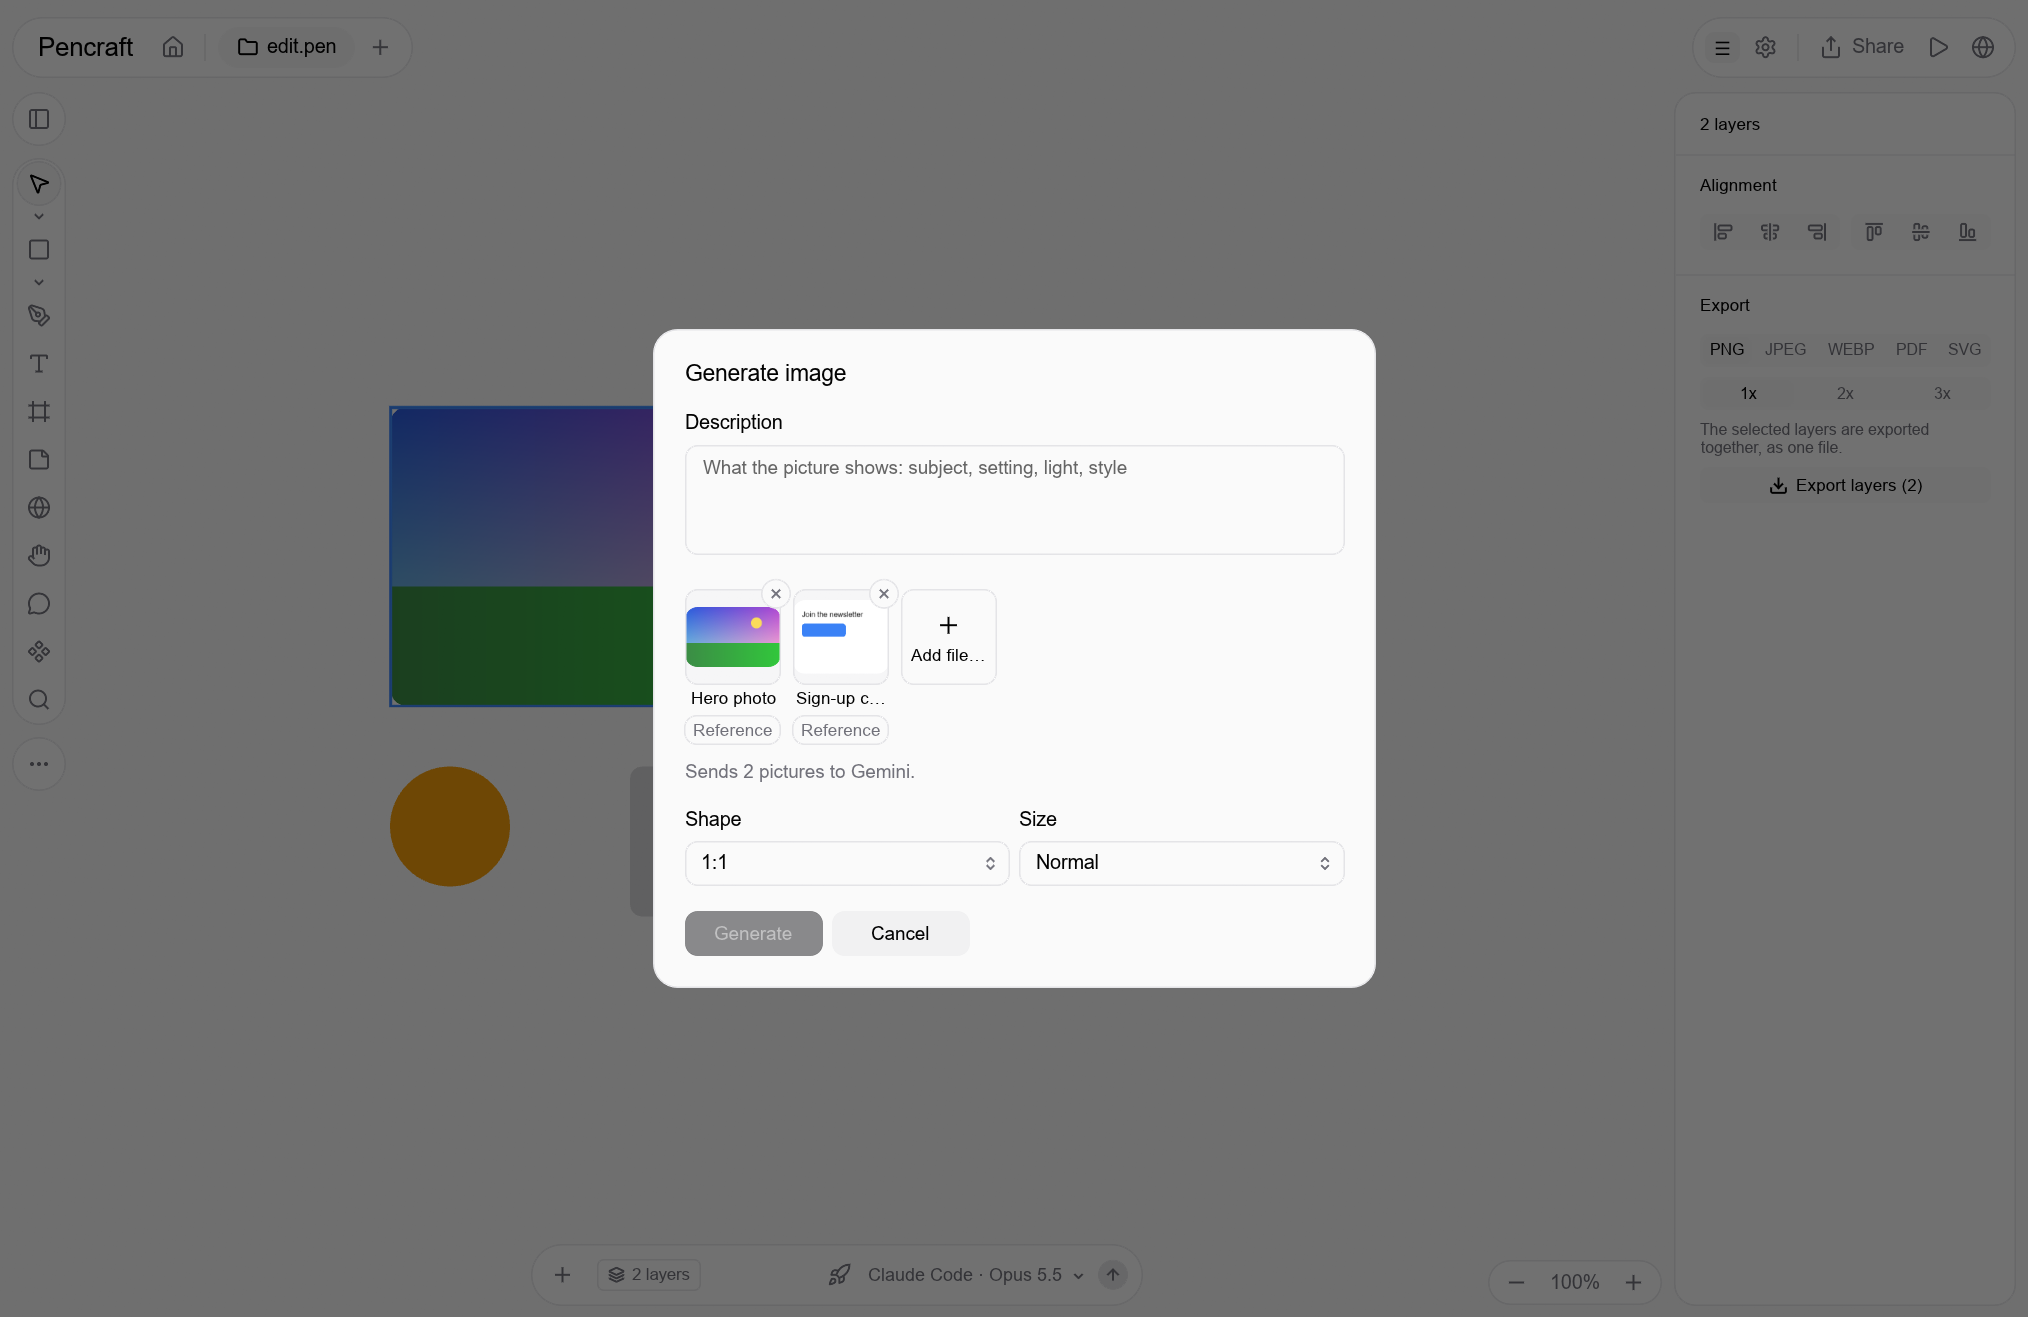 Pencraft
edit.pen
Share
2 layers
Alignment
Export
PNG JPEG WEBP PDF SVG
1x 2x 3x
The selected layers are exported
together, as one file.
Export layers (2)
Generate image
Description
What the picture shows: subject, setting, light, style
Join the newsletter
Add file…
Hero photo
Sign-up c…
Reference
Reference
Sends 2 pictures to Gemini.
Shape
Size
1:1
Normal
Generate
Cancel
2 layers
Claude Code · Opus 5.5
100%